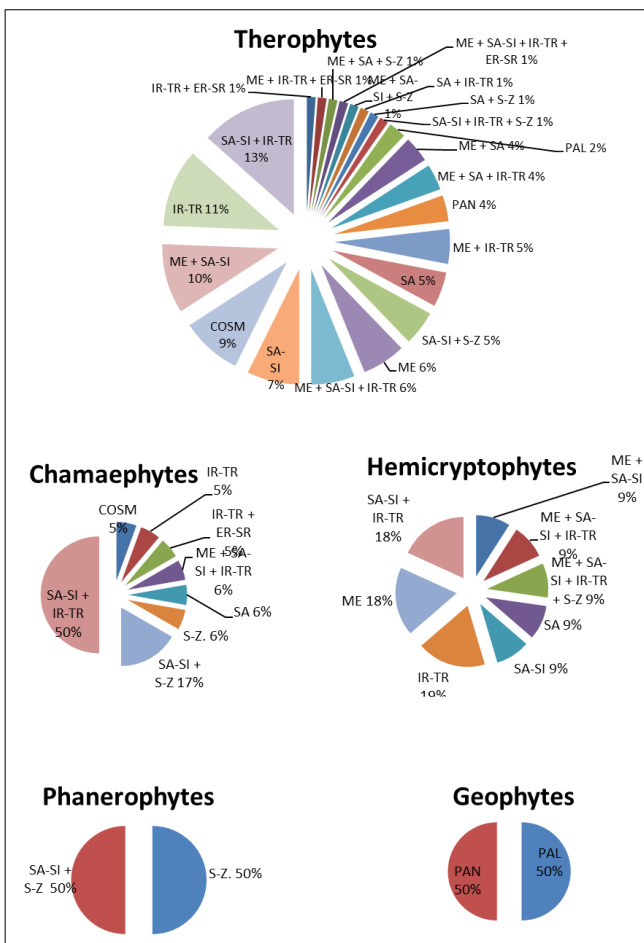 Therophytes
IR-TR + ER-SR 1%
ME + IR-TR + ER-SR 1%
ME + SA + S-Z 1%
ME + SA-SI + IR-TR +
ER-SR 1%
ME + SA-
SI + S-Z
1%
SA + IR-TR 1%
SA + S-Z 1%
SA-SI + IR-TR + S-Z 1%
PAL 2%
ME + SA 4%
ME + SA + IR-TR 4%
PAN 4%
ME + IR-TR 5%
SA 5%
SA-SI + S-Z 5%
ME 6%
ME + SA-SI + IR-TR 6%
SA-
SI
7%
COSM
9%
ME + SA-SI
10%
IR-TR 11%
SA-SI + IR-TR
13%
Chamaephytes
COSM
5%
IR-TR
5%
IR-TR +
ER-SR
5%
ME + SA-
SI + IR-TR
6%
SA 6%
S-Z. 6%
SA-SI +
S-Z 17%
SA-SI +
IR-TR
50%
Hemicryptophytes
ME +
SA-SI
9%
ME + SA-
SI + IR-TR
9%
ME + SA-
SI + IR-TR
+ S-Z 9%
SA 9%
SA-SI 9%
IR-TR
19%
ME 18%
SA-SI +
IR-TR
18%
Phanerophytes
SA-SI +
S-Z 50%
S-Z. 50%
Geophytes
PAN
50%
PAL
50%